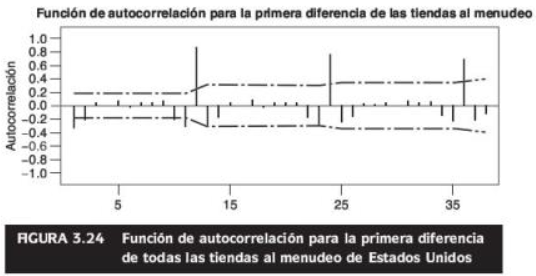 Función de autocorrelación para la primera diferencia de las tiendas al menudeo
Autocorrelación
1.0
0.8
0.6
0.4
0.2
0.0
−0.2
−0.4
−0.6
−0.8
−1.0
5 15 25 35
FIGURA 3.24 Función de autocorrelación para la primera diferencia
de todas las tiendas al menudeo de Estados Unidos